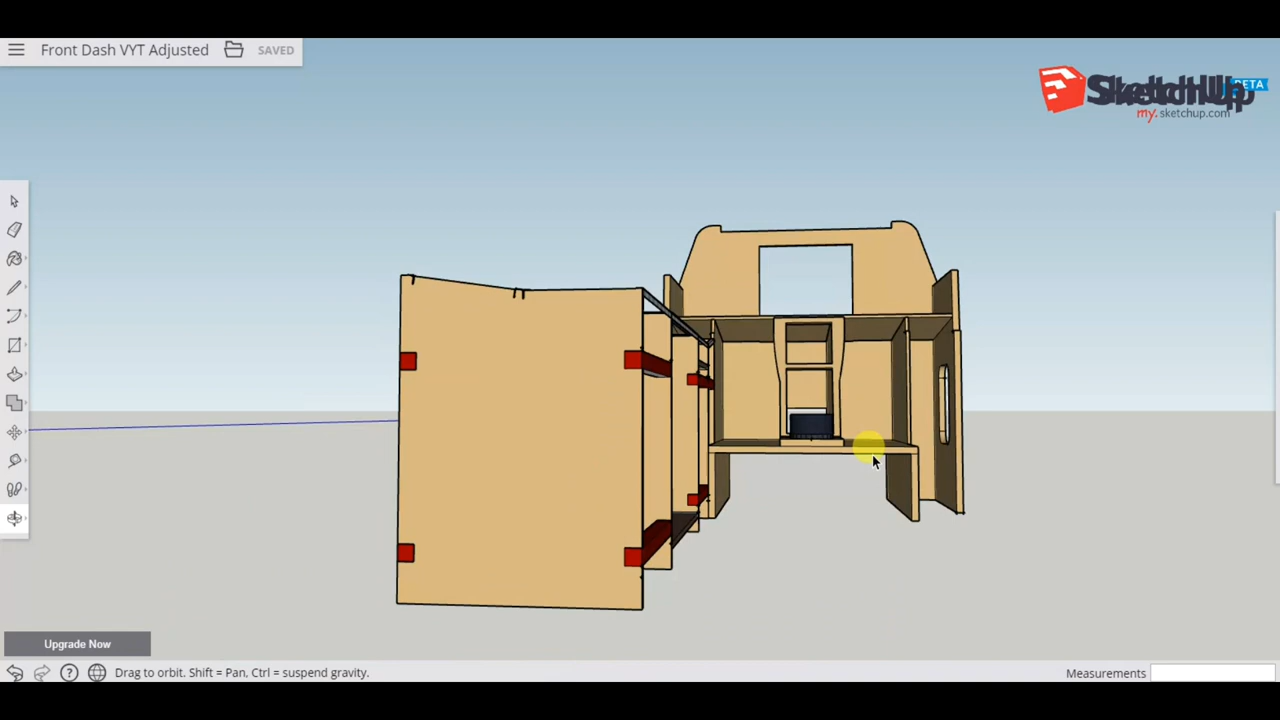 Front Dash VYT Adjusted SAVED
SketchUp BETA
my.sketchup.com
Upgrade Now
Drag to orbit. Shift = Pan, Ctrl = suspend gravity. Measurements